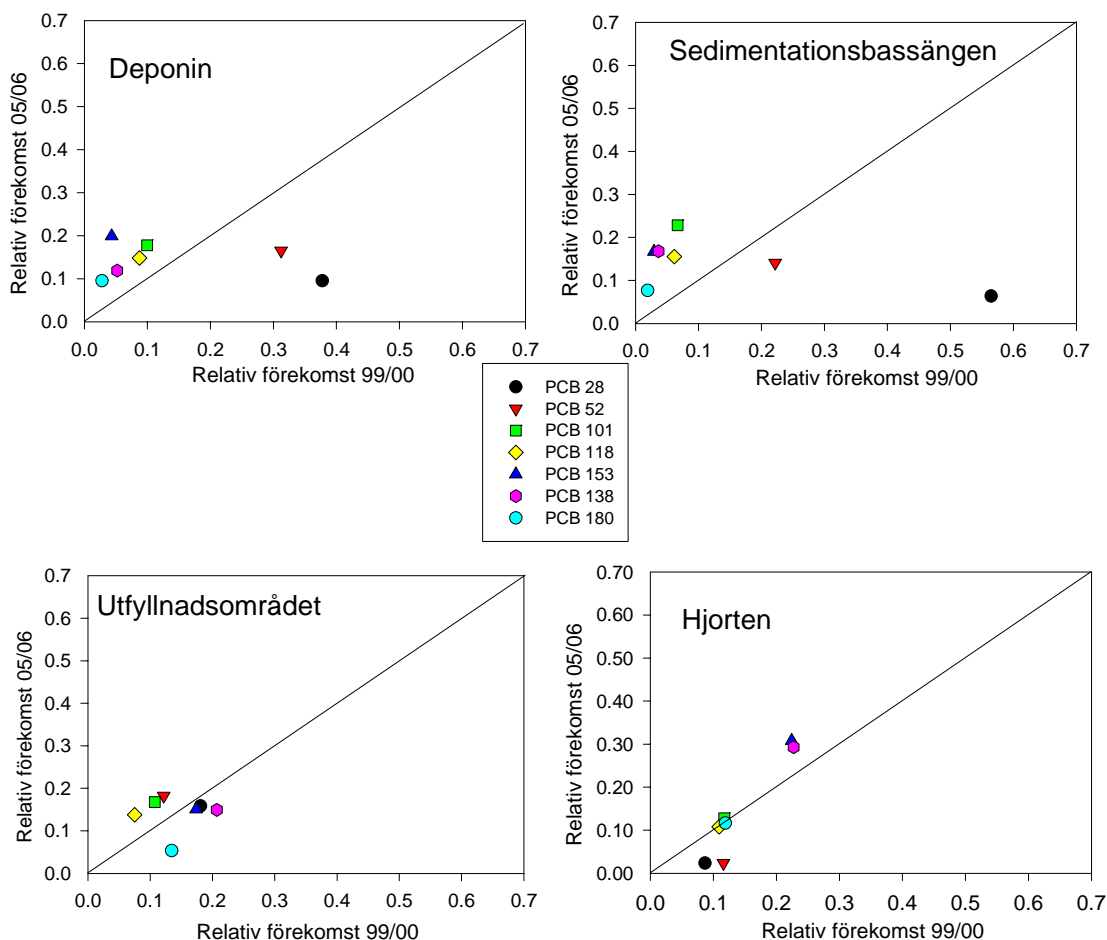 Deponin
Relativ förekomst 05/06
0.7
0.6
0.5
0.4
0.3
0.2
0.1
0.0
0.0 0.1 0.2 0.3 0.4 0.5 0.6 0.7
Relativ förekomst 99/00
Sedimentationsbassängen
Relativ förekomst 05/06
0.7
0.6
0.5
0.4
0.3
0.2
0.1
0.0
0.0 0.1 0.2 0.3 0.4 0.5 0.6 0.7
Relativ förekomst 99/00
PCB 28
PCB 52
PCB 101
PCB 118
PCB 153
PCB 138
PCB 180
Utfyllnadsområdet
Relativ förekomst 05/06
0.7
0.6
0.5
0.4
0.3
0.2
0.1
0.0
0.0 0.1 0.2 0.3 0.4 0.5 0.6 0.7
Relativ förekomst 99/00
Hjorten
Relativ förekomst 05/06
0.70
0.60
0.50
0.40
0.30
0.20
0.10
0.00
0.0 0.1 0.2 0.3 0.4 0.5 0.6 0.7
Relativ förekomst 99/00